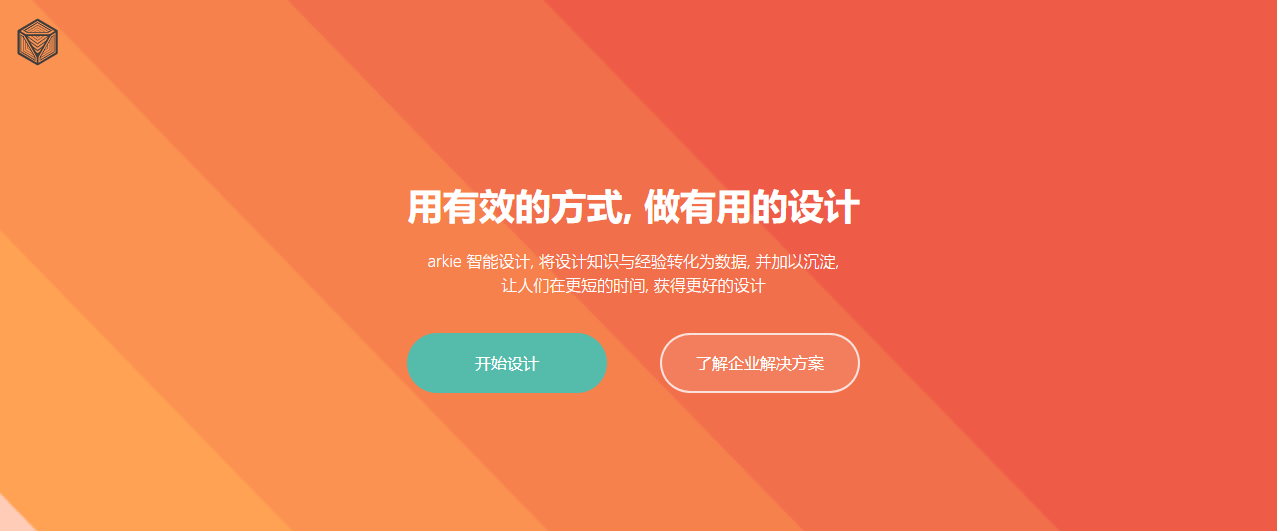 用有效的方式, 做有用的设计
arkie 智能设计, 将设计知识与经验转化为数据, 并加以沉淀,
让人们在更短的时间, 获得更好的设计
开始设计
了解企业解决方案